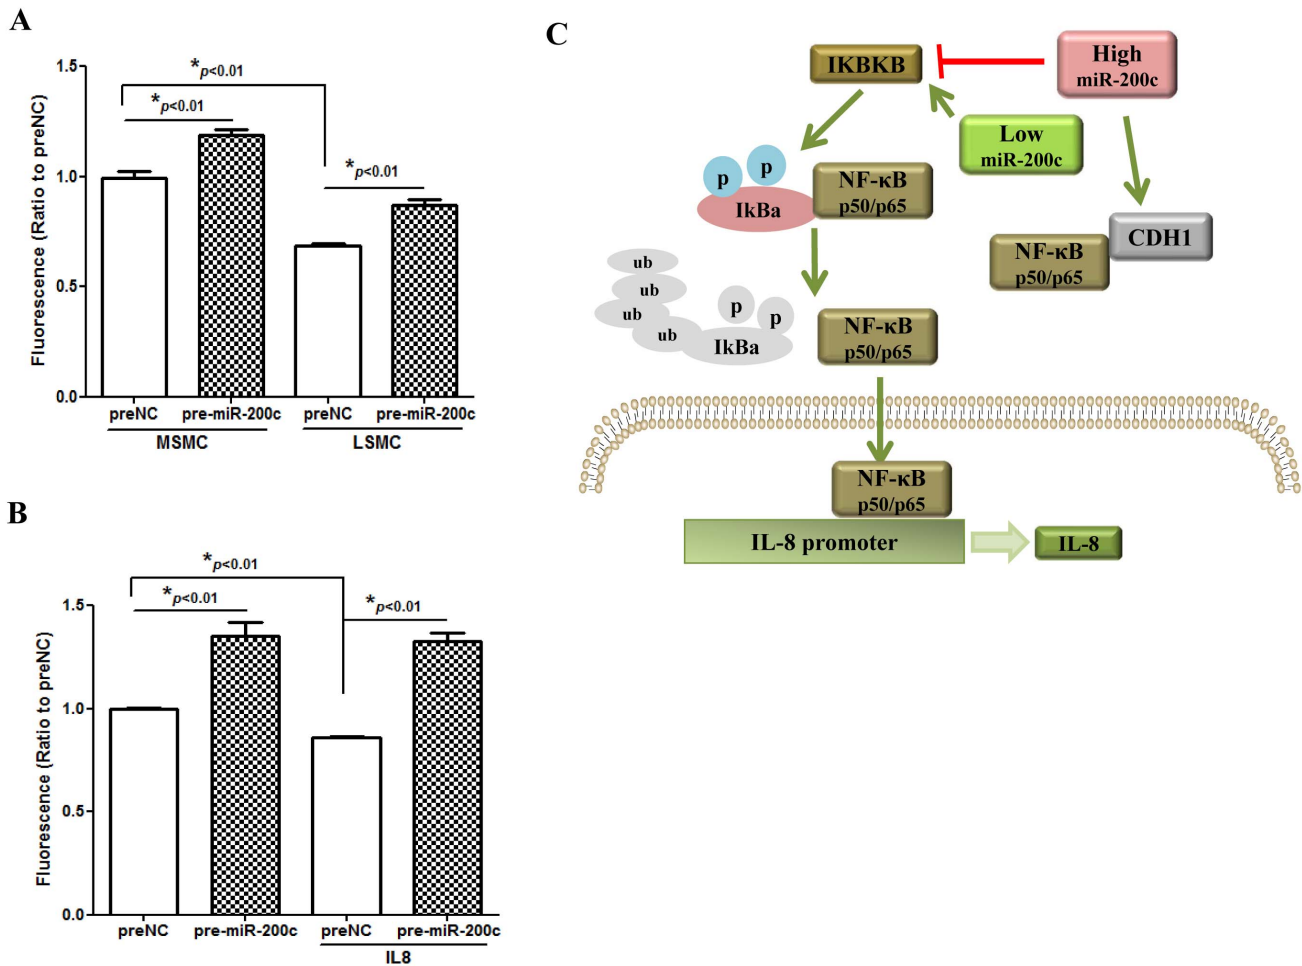 A
Fluorescence (Ratio to preNC)
1.5
1.0
0.5
0.0
*p<0.01
*p<0.01
*p<0.01
preNC
pre-miR-200c
preNC
pre-miR-200c
MSMC
LSMC
B
Fluorescence (Ratio to preNC)
1.5
1.0
0.5
0.0
*p<0.01
*p<0.01
*p<0.01
preNC
pre-miR-200c
preNC
pre-miR-200c
IL8
C
IKBKB
High
miR-200c
Low
miR-200c
p
p
IkBa
NF-κB
p50/p65
CDH1
NF-κB
p50/p65
ub
ub
ub
ub
p
p
IkBa
NF-κB
p50/p65
NF-κB
p50/p65
IL-8 promoter
IL-8